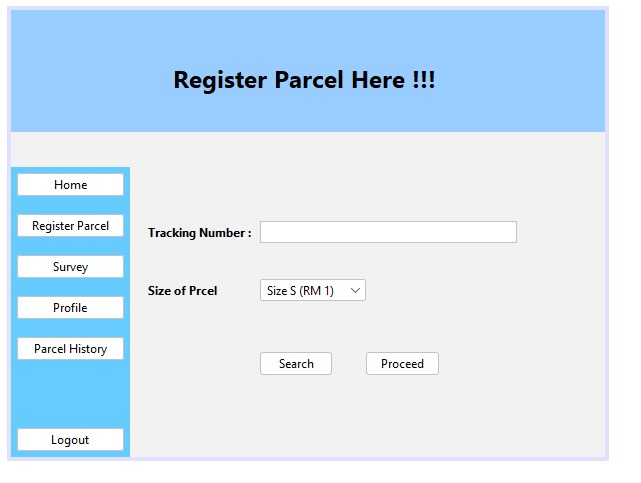 Register Parcel Here !!!
Home
Register Parcel
Survey
Profile
Parcel History
Logout
Tracking Number :
Size of Prcel
Size S (RM 1)
Search
Proceed